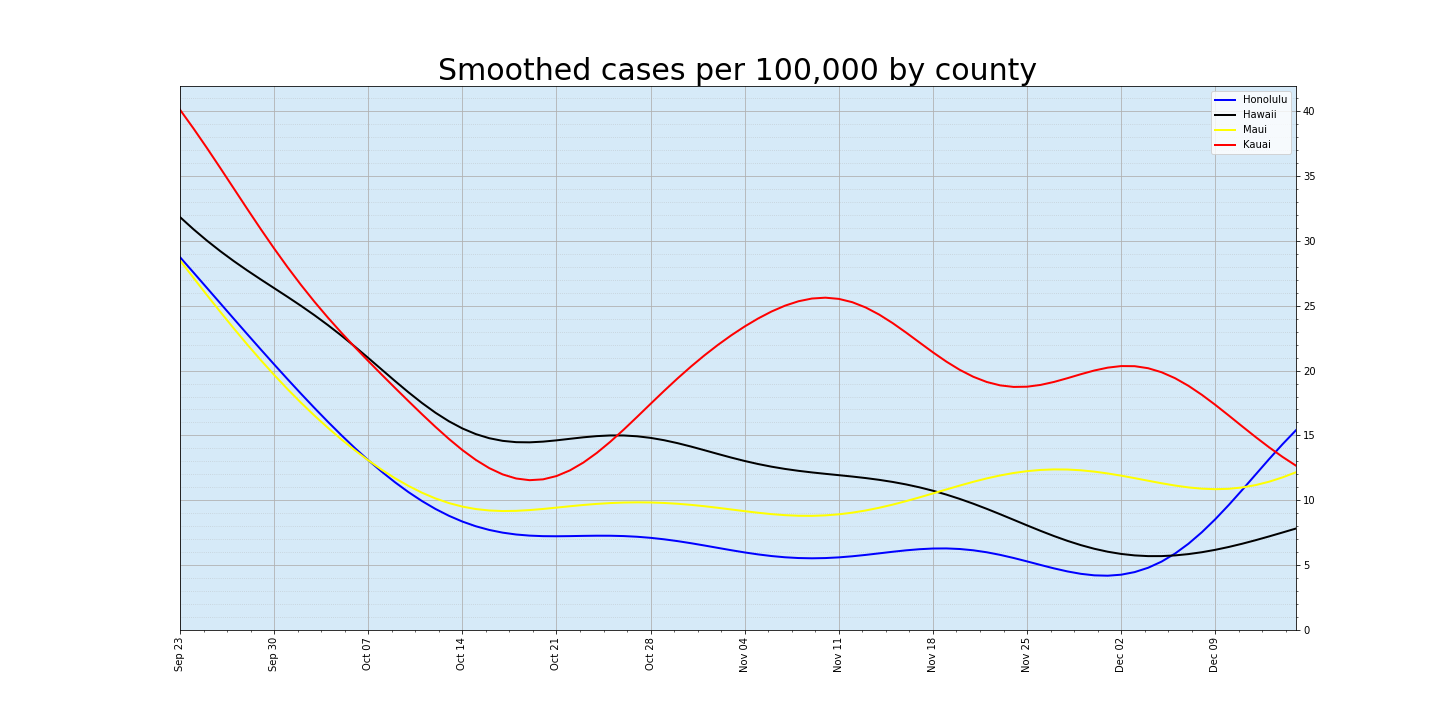 Smoothed cases per 100,000 by county
Honolulu
Hawaii
Maui
Kauai
40
35
30
25
20
15
10
5
0
Sep 23
Sep 30
Oct 07
Oct 14
Oct 21
Oct 28
Nov 04
Nov 11
Nov 18
Nov 25
Dec 02
Dec 09